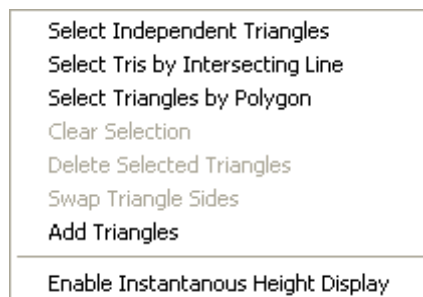 Select Independent Triangles
Select Tris by Intersecting Line
Select Triangles by Polygon
Clear Selection
Delete Selected Triangles
Swap Triangle Sides
Add Triangles
Enable Instantanous Height Display